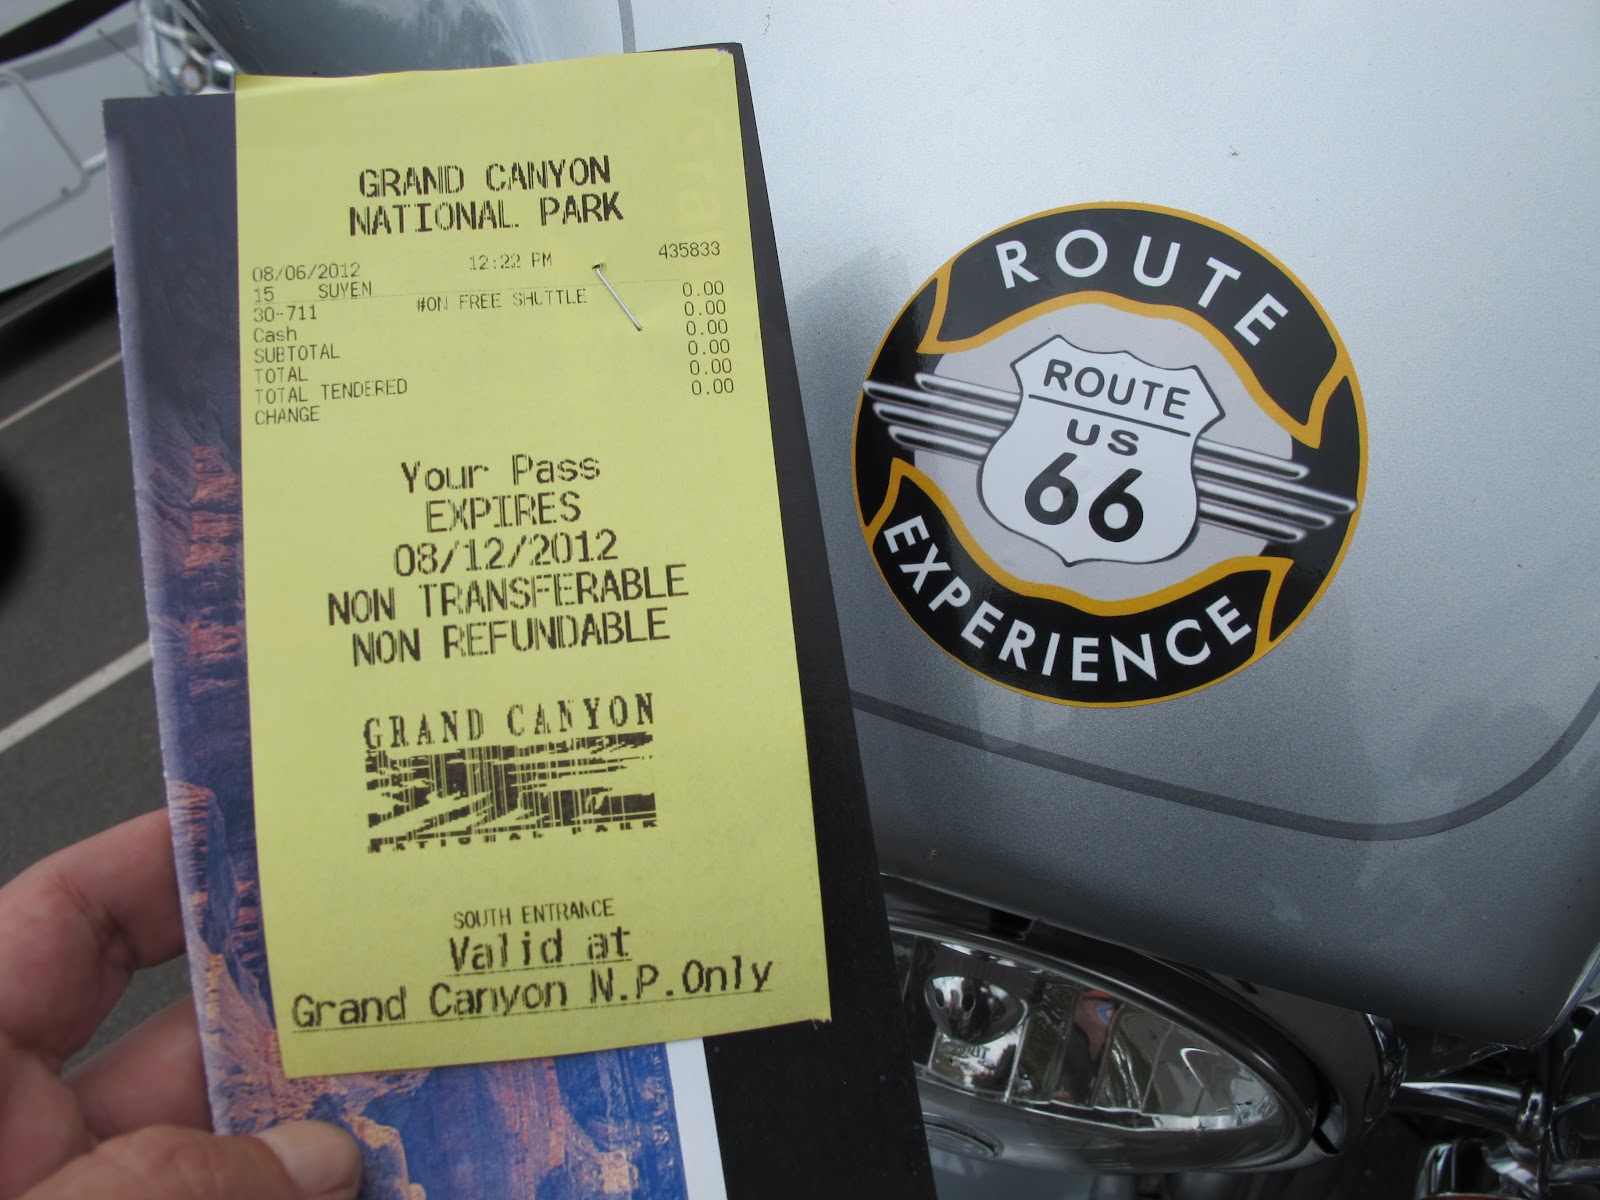 GRAND CANYON
NATIONAL PARK
08/06/2012 12:22 PM 435833
15 SUYEN
30-711 #ON FREE SHUTTLE 0.00
Cash 0.00
SUBTOTAL 0.00
TOTAL 0.00
TOTAL TENDERED 0.00
CHANGE 0.00
Your Pass
EXPIRES
08/12/2012
NON TRANSFERABLE
NON REFUNDABLE
GRAND CANYON
NATIONAL PARK
SOUTH ENTRANCE
Valid at
Grand Canyon N.P.Only
ROUTE
ROUTE
US
66
EXPERIENCE